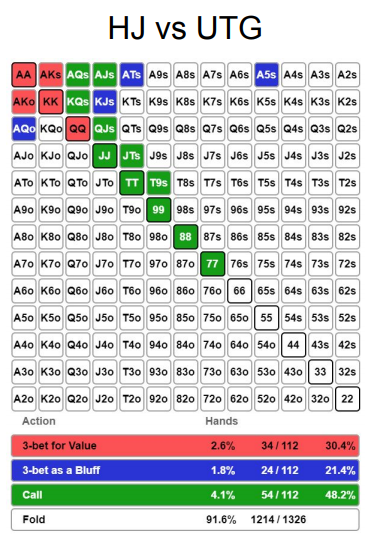 HJ vs UTG
AA AKs AQs AJs ATs A9s A8s A7s A6s A5s A4s A3s A2s
AKo KK KQs KJs KTs K9s K8s K7s K6s K5s K4s K3s K2s
AQo KQo QQ QJs QTs Q9s Q8s Q7s Q6s Q5s Q4s Q3s Q2s
AJo KJo QJo JJ JTs J9s J8s J7s J6s J5s J4s J3s J2s
ATo KTo QTo JTo TT T9s T8s T7s T6s T5s T4s T3s T2s
A9o K9o Q9o J9o T9o 99 98s 97s 96s 95s 94s 93s 92s
A8o K8o Q8o J8o T8o 98o 88 87s 86s 85s 84s 83s 82s
A7o K7o Q7o J7o T7o 97o 87o 77 76s 75s 74s 73s 72s
A6o K6o Q6o J6o T6o 96o 86o 76o 66 65s 64s 63s 62s
A5o K5o Q5o J5o T5o 95o 85o 75o 65o 55 54s 53s 52s
A4o K4o Q4o J4o T4o 94o 84o 74o 64o 54o 44 43s 42s
A3o K3o Q3o J3o T3o 93o 83o 73o 63o 53o 43o 33 32s
A2o K2o Q2o J2o T2o 92o 82o 72o 62o 52o 42o 32o 22
Action Hands
3-bet for Value 2.6% 34 / 112 30.4%
3-bet as a Bluff 1.8% 24 / 112 21.4%
Call 4.1% 54 / 112 48.2%
Fold 91.6% 1214 / 1326